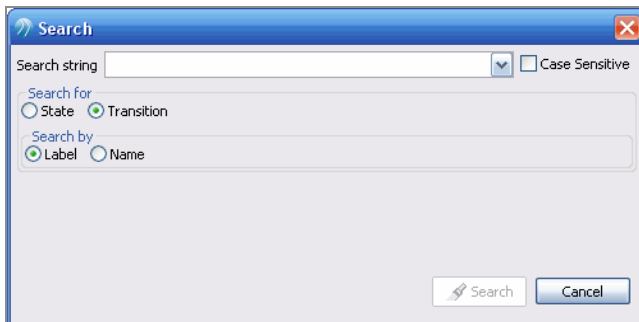 Search
Search string
Case Sensitive
Search for
State Transition
Search by
Label Name
Search Cancel